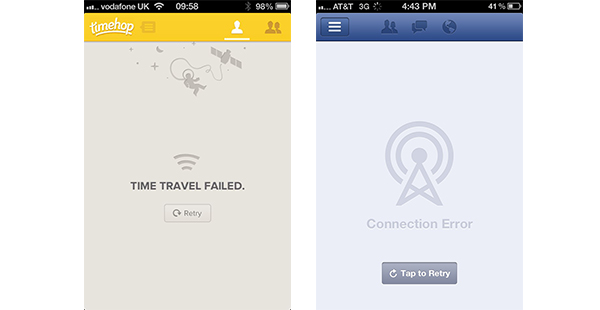 vodafone UK 09:58 98%
timehop
TIME TRAVEL FAILED.
Retry
AT&T 3G 4:43 PM 41%
Connection Error
Tap to Retry